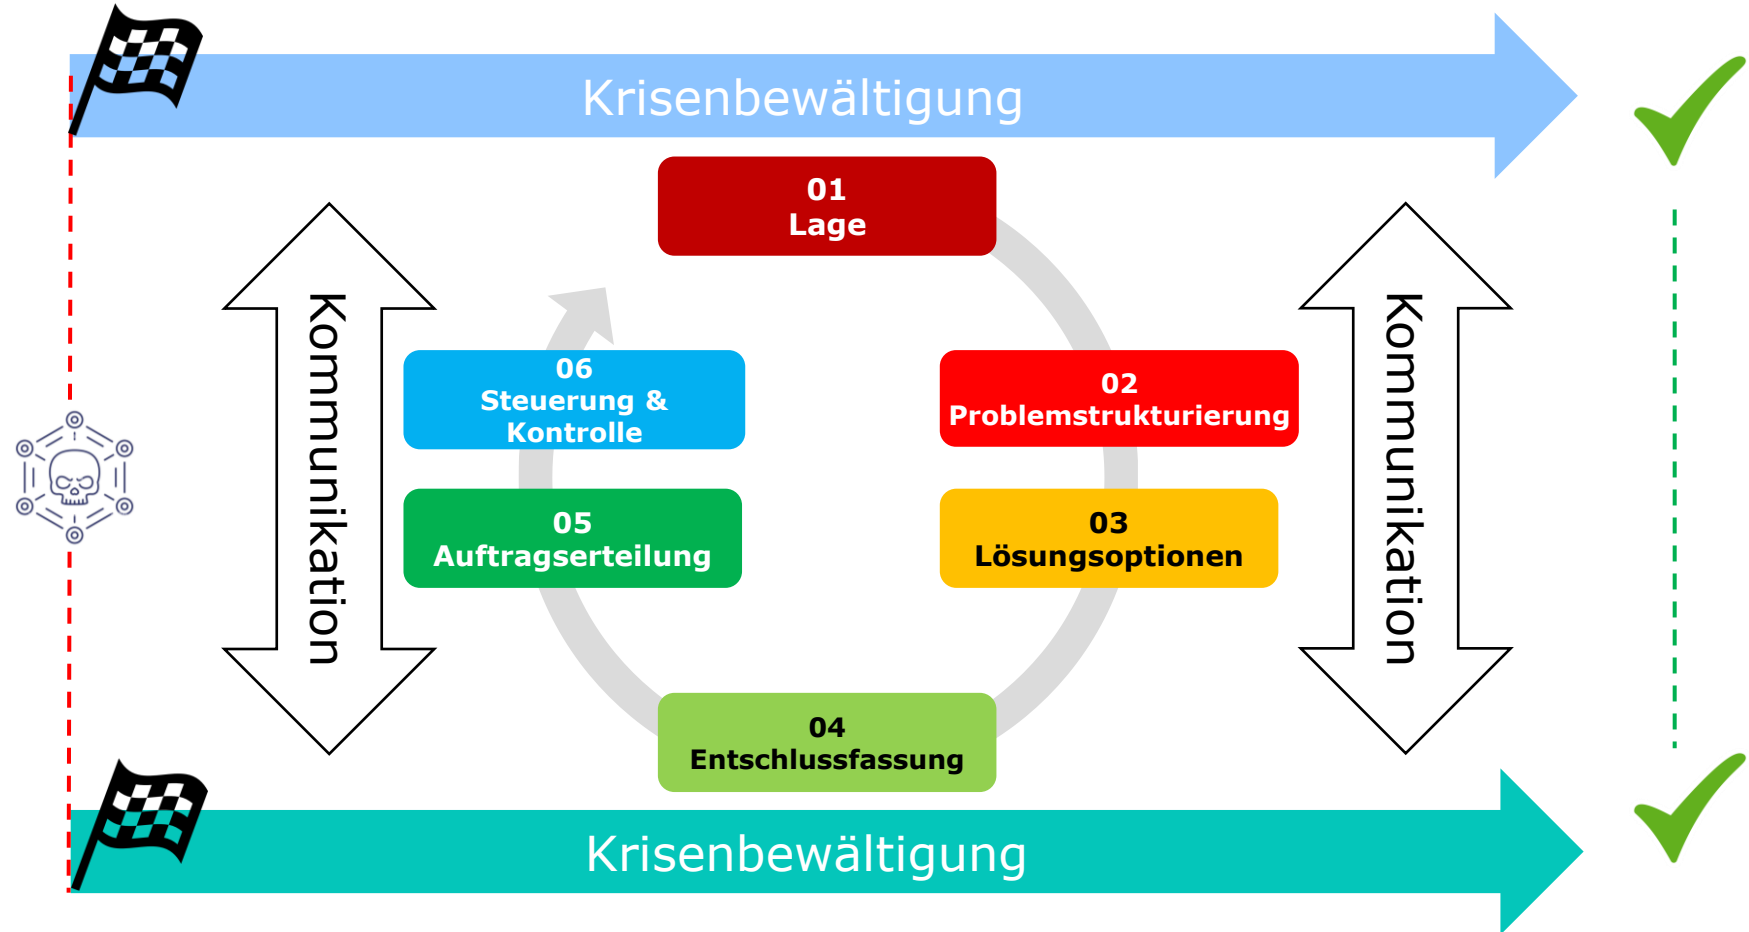 Krisenbewältigung
01
Lage
Kommunikation
06
Steuerung &
Kontrolle
02
Problemstrukturierung
Kommunikation
05
Auftragserteilung
03
Lösungsoptionen
04
Entschlussfassung
Krisenbewältigung